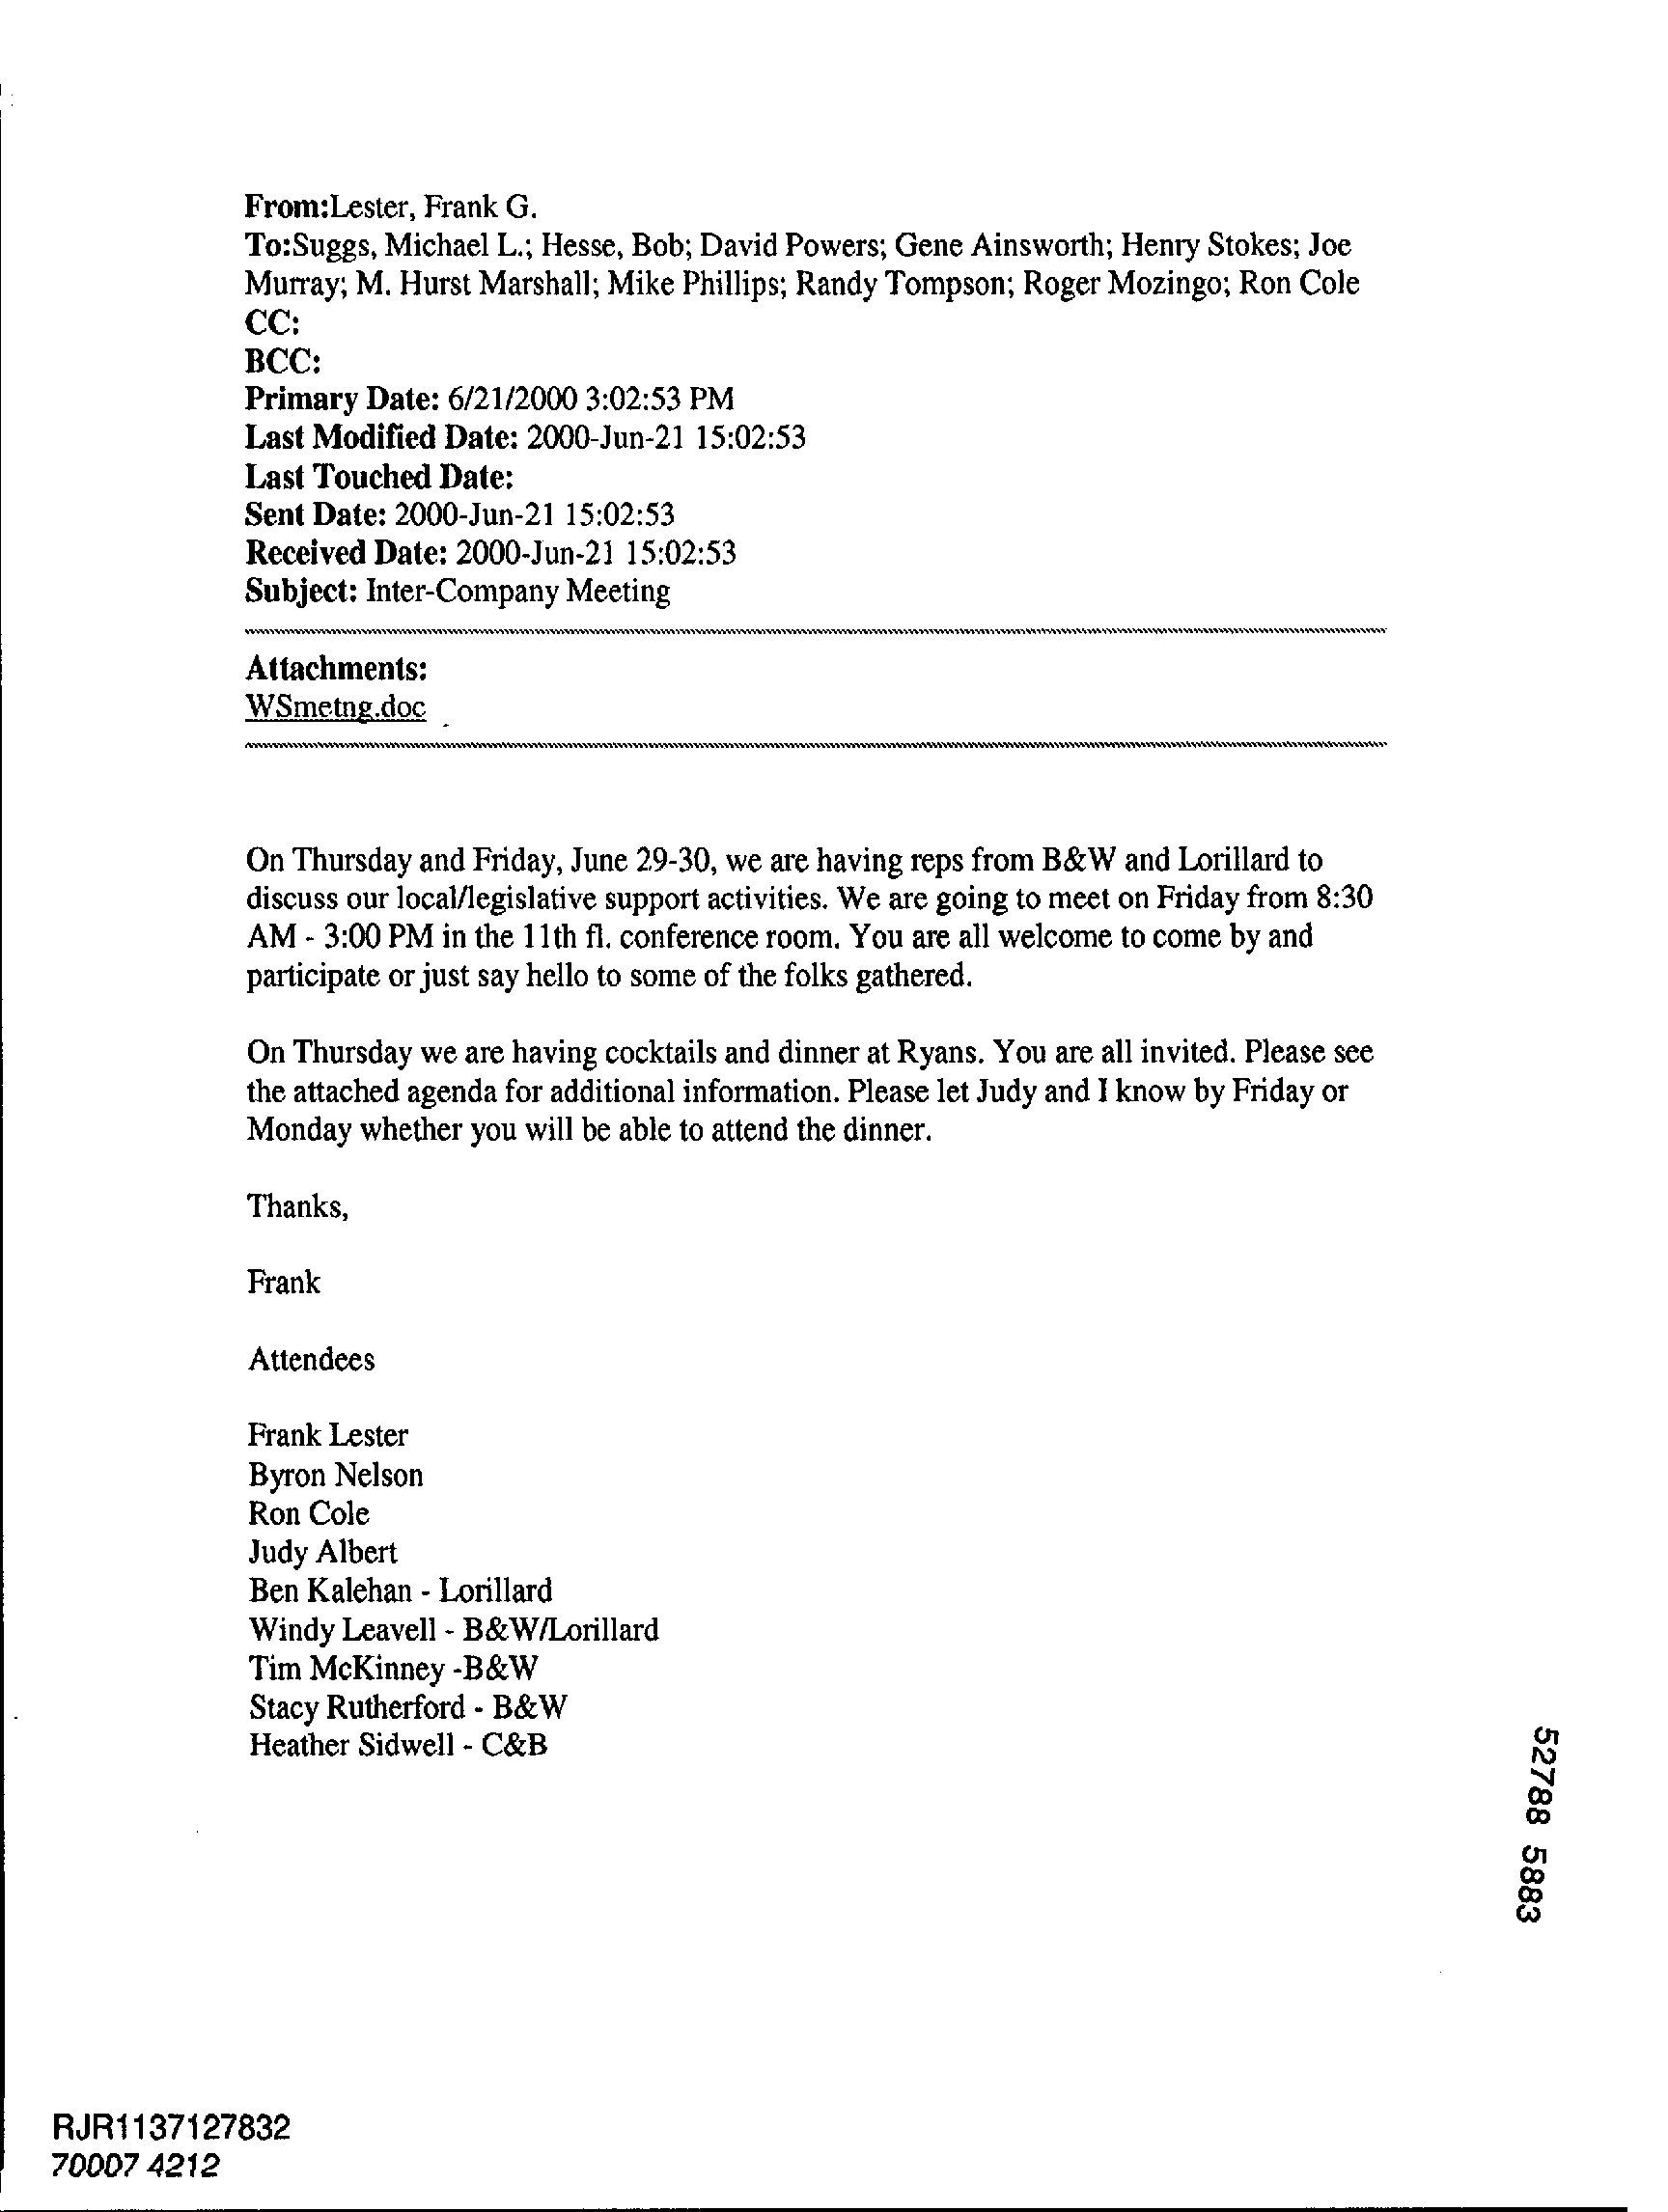 From:Lester, Frank G.
To:Suggs, Michael L.; Hesse, Bob; David Powers; Gene Ainsworth; Henry Stokes; Joe
Murray; M. Hurst Marshall; Mike Phillips; Randy Tompson; Roger Mozingo; Ron Cole
CC:
BCC:
Primary Date: 6/21/2000 3:02:53 PM
Last Modified Date: 2000-Jun-21 15:02:53
Last Touched Date:
Sent Date: 2000-Jun-21 15:02:53
Received Date: 2000-Jun-21 15:02:53
Subject: Inter-Company Meeting
Attachments:
WSmetng.doc
On Thursday and Friday, June 29-30, we are having reps from B&W and Lorillard to
discuss our local/legislative support activities. We are going to meet on Friday from 8:30
AM - 3:00 PM in the 11th fl. conference room. You are all welcome to come by and
participate or just say hello to some of the folks gathered.
On Thursday we are having cocktails and dinner at Ryans. You are all invited. Please see
the attached agenda for additional information. Please let Judy and I know by Friday or
Monday whether you will be able to attend the dinner.
Thanks,
Frank
Attendees
Frank Lester
Byron Nelson
Ron Cole
Judy Albert
Ben Kalehan - Lorillard
Windy Leavell - B&W/Lorillard
Tim McKinney -B&W
Stacy Rutherford - B&W
Heather Sidwell - C&B
52788 5883
RJR1137127832
70007 4212